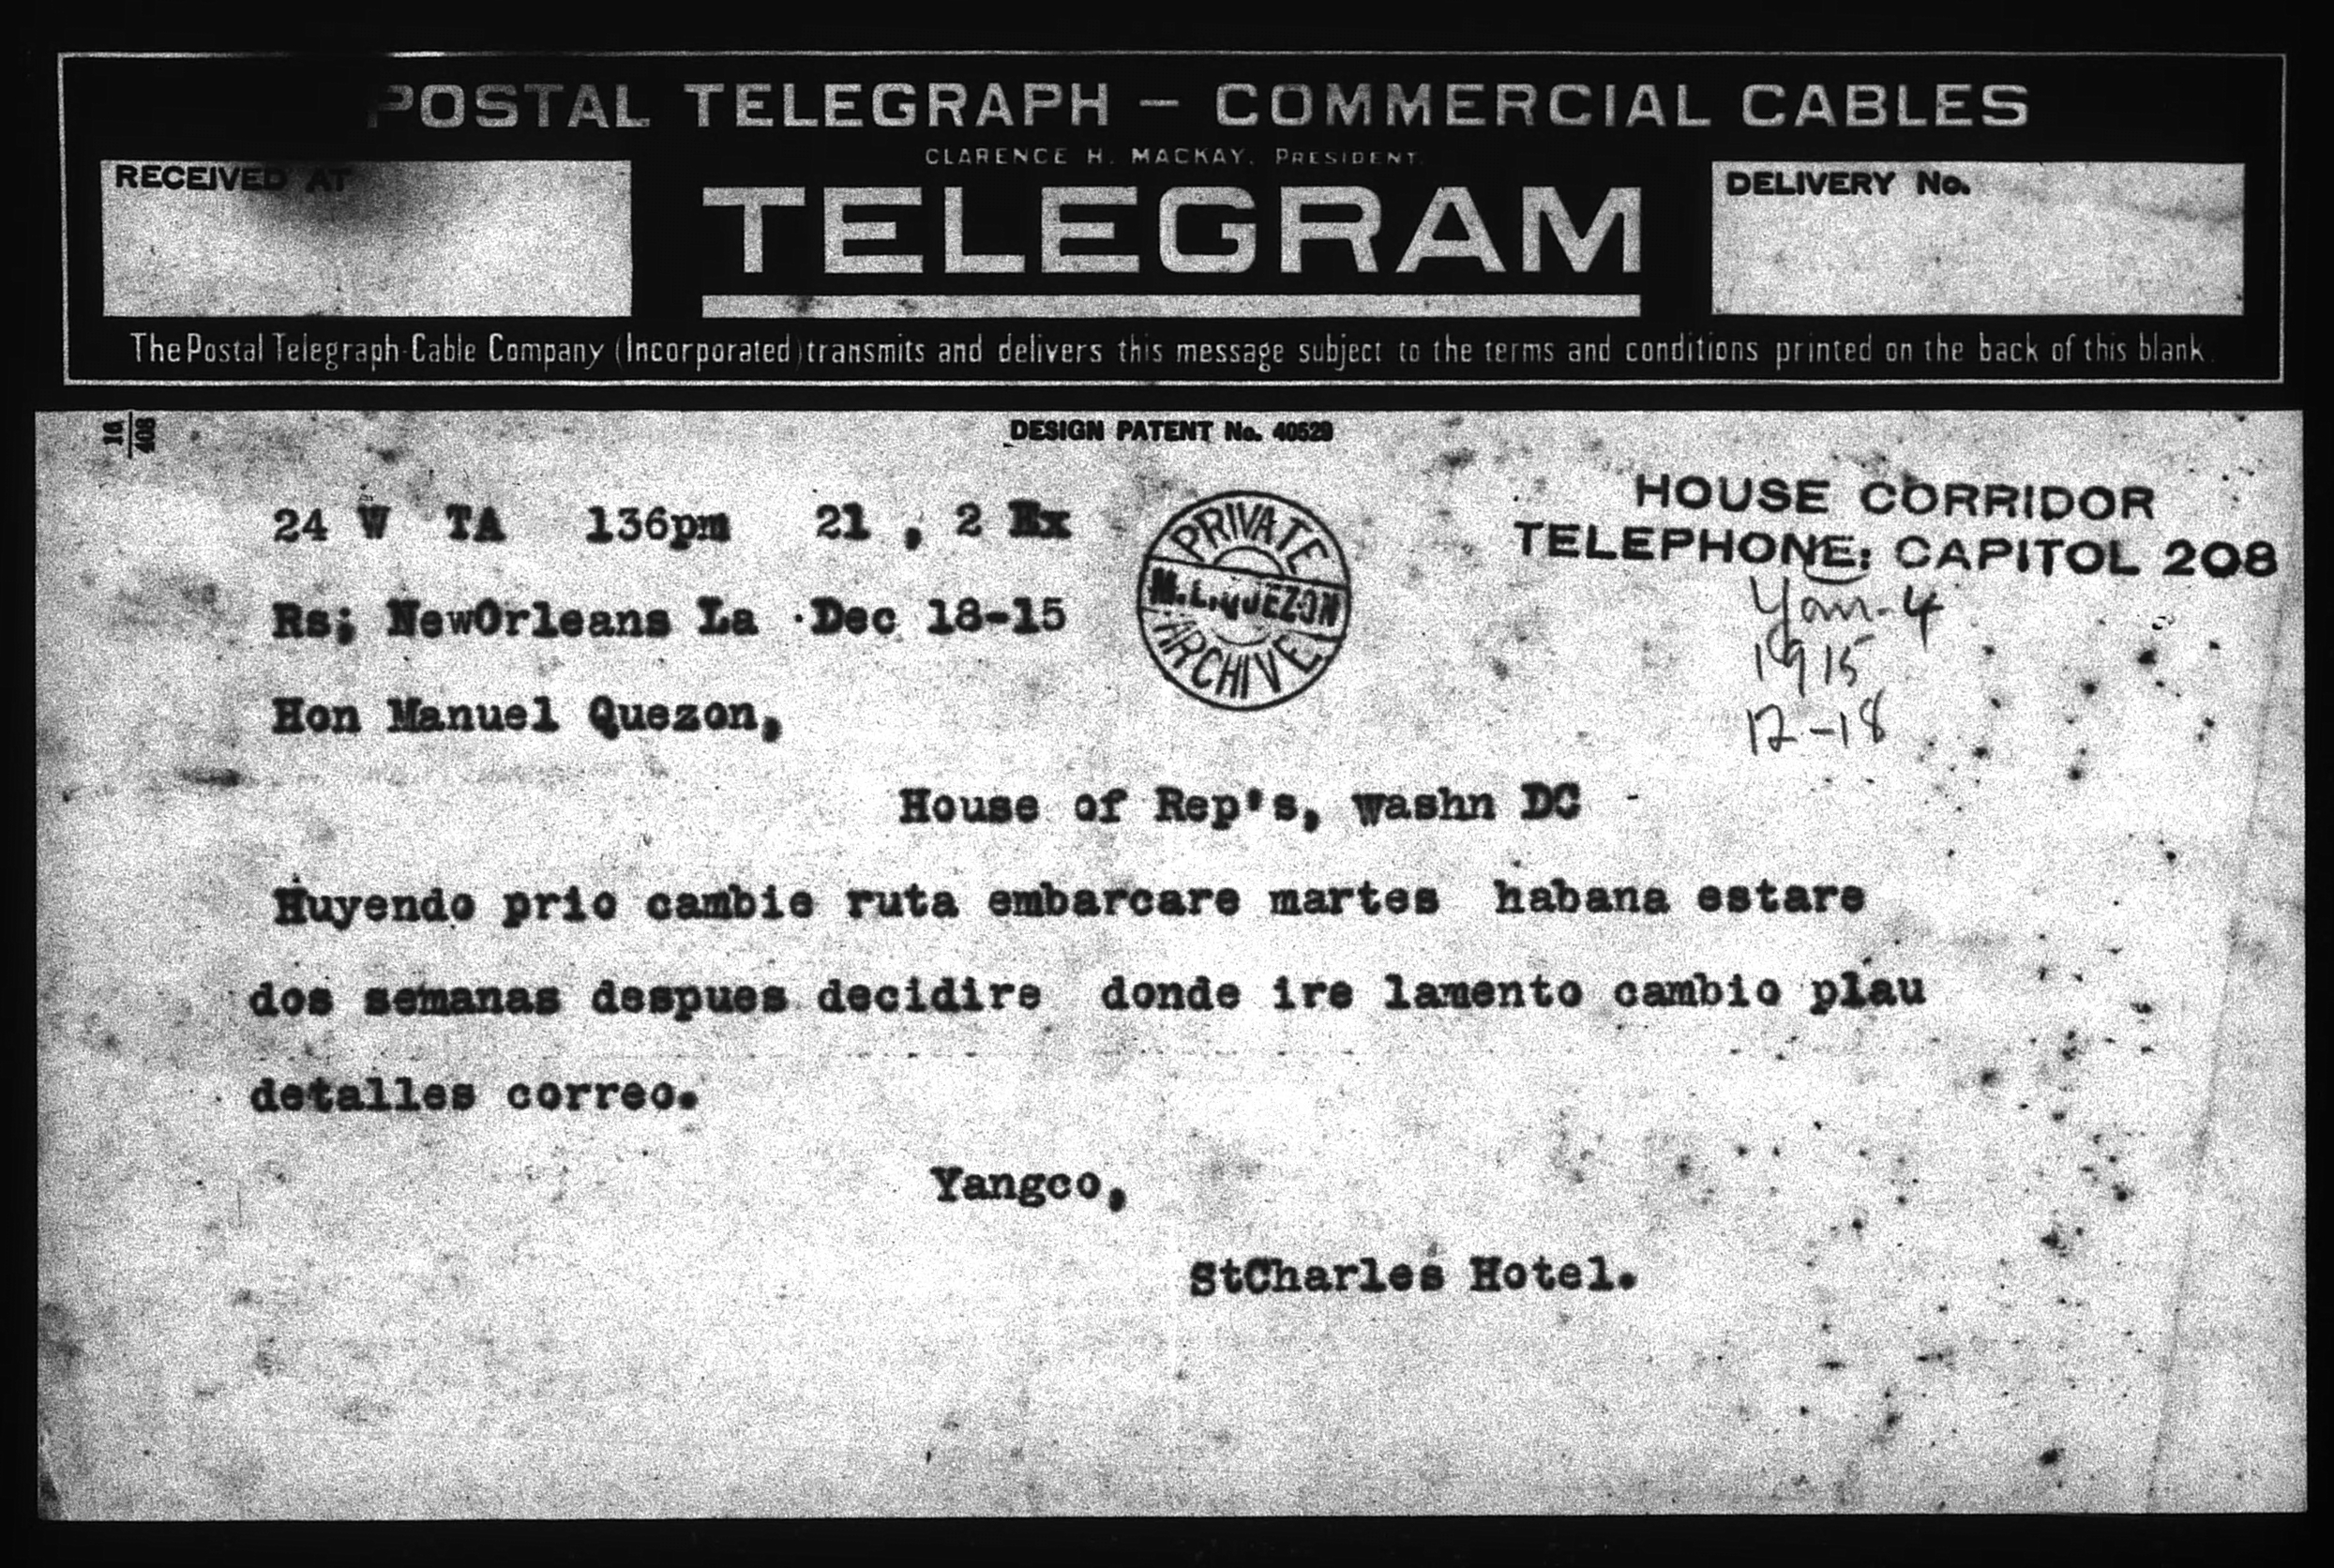 POSTAL TELEGRAPH – COMMERCIAL CABLES
CLARENCE H. MACKAY, PRESIDENT.
RECEIVED AT
TELEGRAM
DELIVERY No.
The Postal Telegraph-Cable Company (Incorporated) transmits and delivers this message subject to the terms and conditions printed on the back of this blank.
16
408
DESIGN PATENT No. 40529
HOUSE CORRIDOR
TELEPHONE: CAPITOL 208
24 W TA 136pm 21 , 2 Ex
PRIVATE
M.L.QUEZON
ARCHIVE
Yan-4
1915
12-18
Rs; NewOrleans La Dec 18-15
Hon Manuel Quezon,
House of Rep's, washn DC
Huyendo prio cambie ruta embarcare martes habana estare
dos semanas despues decidire donde ire lamento cambio plau
detalles correo.
Yangco,
StCharles Hotel.